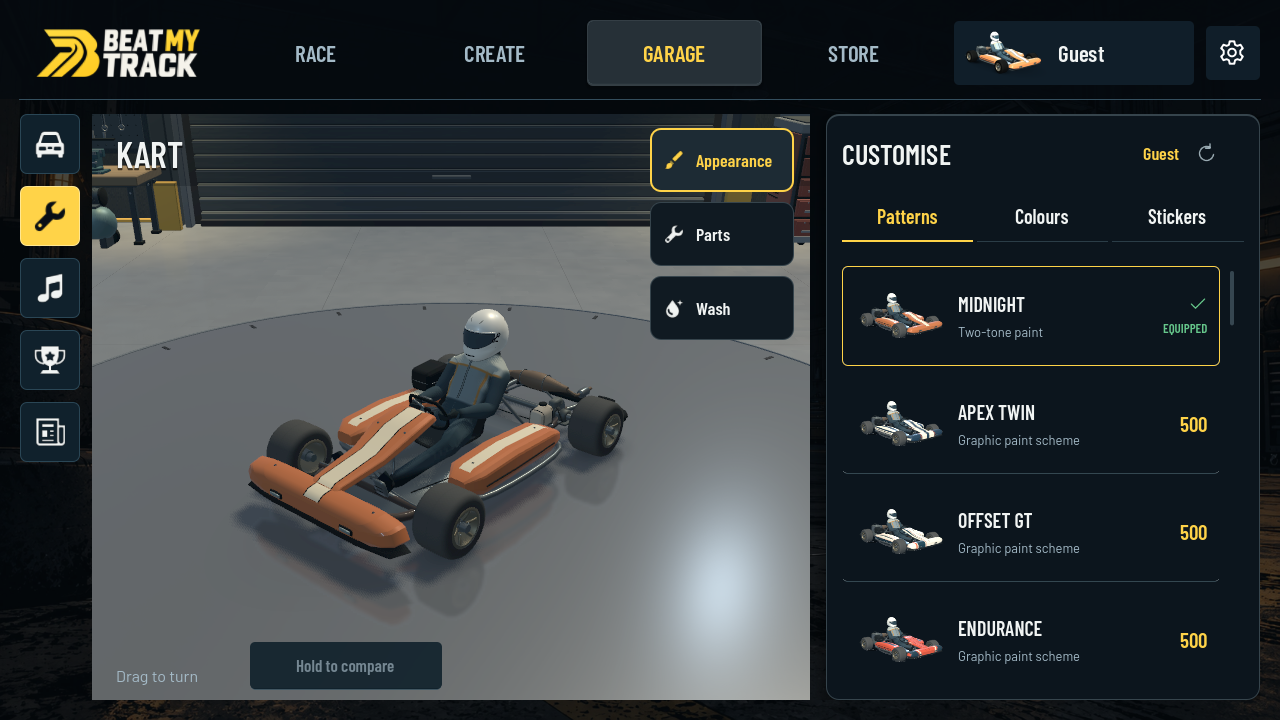 BEATMY
TRACK
RACE
CREATE
GARAGE
STORE
Guest
KART
Appearance
Parts
Wash
Drag to turn
Hold to compare
CUSTOMISE
Guest
Patterns
Colours
Stickers
MIDNIGHT
Two-tone paint
EQUIPPED
APEX TWIN
Graphic paint scheme
500
OFFSET GT
Graphic paint scheme
500
ENDURANCE
Graphic paint scheme
500